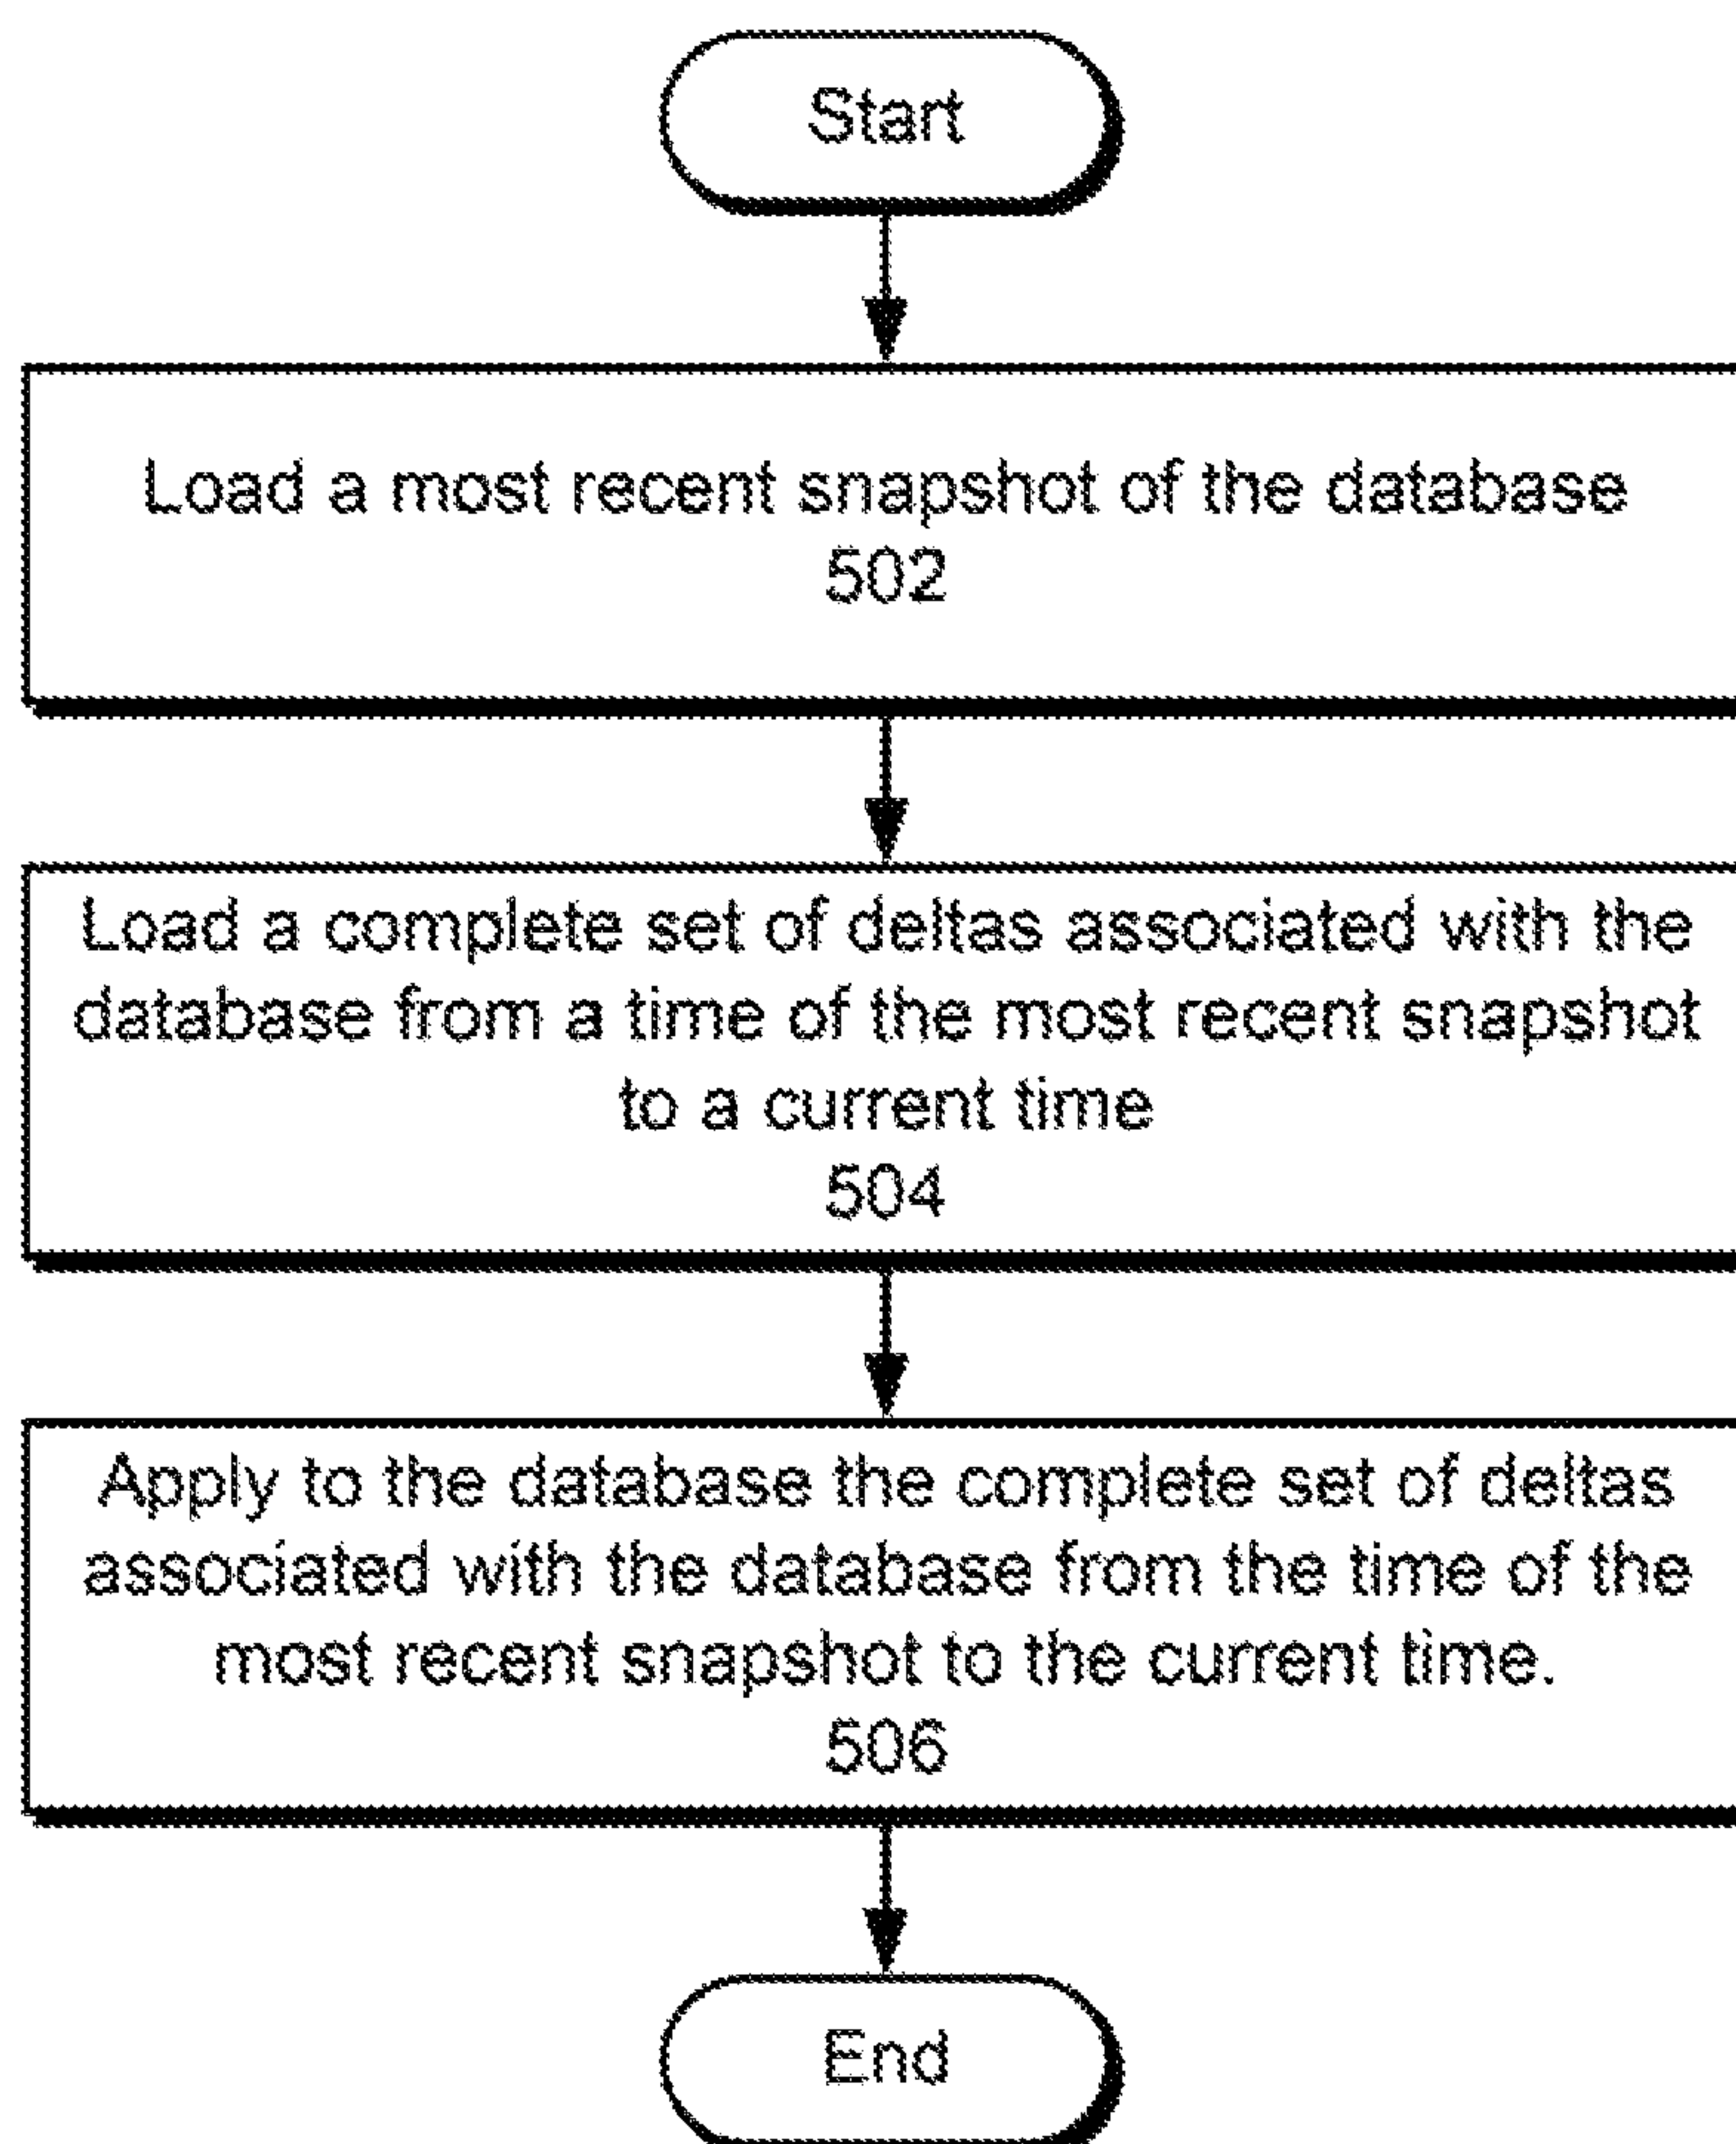 Start
Load a most recent snapshot of the database
502
Load a complete set of deltas associated with the
database from a time of the most recent snapshot
to a current time
504
Apply to the database the complete set of deltas
associated with the database from the time of the
most recent snapshot to the current time.
506
End